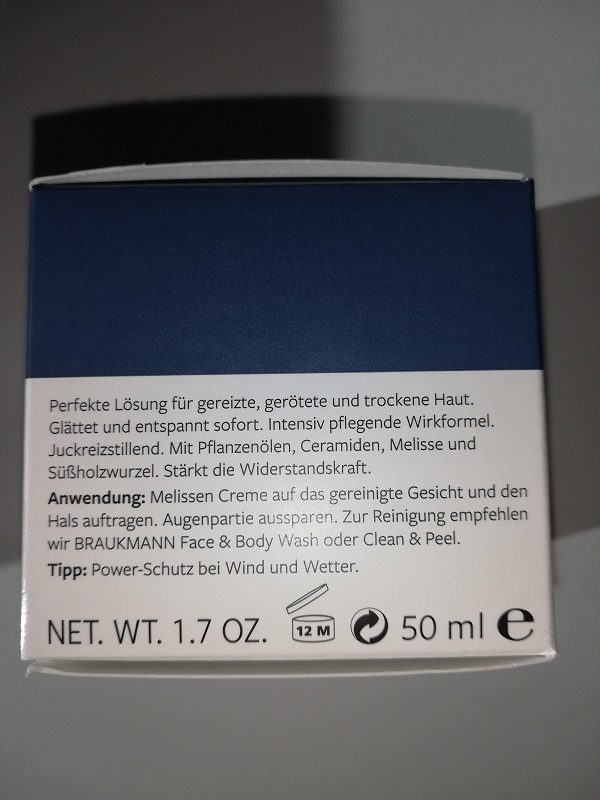 Perfekte Lösung für gereizte, gerötete und trockene Haut.
Glättet und entspannt sofort. Intensiv pflegende Wirkformel.
Juckreizstillend. Mit Pflanzenölen, Ceramiden, Melisse und
Süßholzwurzel. Stärkt die Widerstandskraft.
Anwendung: Melissen Creme auf das gereinigte Gesicht und den
Hals auftragen. Augenpartie aussparen. Zur Reinigung empfehlen
wir BRAUKMANN Face & Body Wash oder Clean & Peel.
Tipp: Power-Schutz bei Wind und Wetter.
NET. WT. 1.7 OZ. 12 M 50 ml e